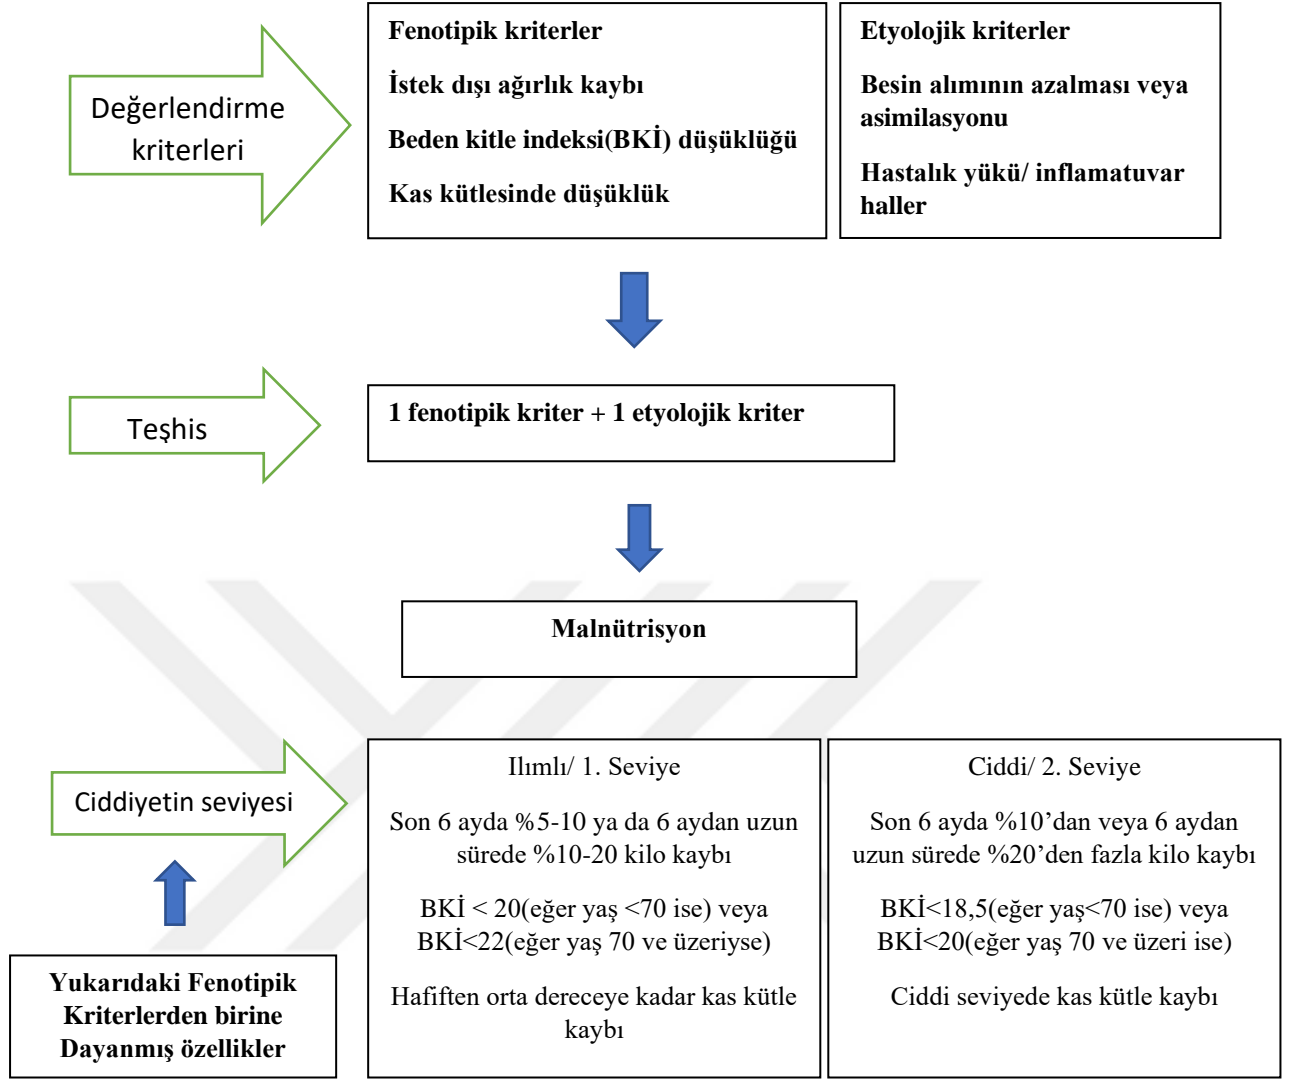 Değerlendirme
kriterleri
Fenotipik kriterler
İstek dışı ağırlık kaybı
Beden kitle indeksi(BKİ) düşüklüğü
Kas kütlesinde düşüklük
Etyolojik kriterler
Besin alımının azalması veya
asimilasyonu
Hastalık yükü/ inflamatuvar
haller
Teşhis
1 fenotipik kriter + 1 etyolojik kriter
Malnütrisyon
Ciddiyetin seviyesi
Ilımlı/ 1. Seviye
Son 6 ayda %5-10 ya da 6 aydan uzun
sürede %10-20 kilo kaybı
BKİ < 20(eğer yaş <70 ise) veya
BKİ<22(eğer yaş 70 ve üzeriyse)
Hafiften orta dereceye kadar kas kütle
kaybı
Ciddi/ 2. Seviye
Son 6 ayda %10’dan veya 6 aydan
uzun sürede %20’den fazla kilo kaybı
BKİ<18,5(eğer yaş<70 ise) veya
BKİ<20(eğer yaş 70 ve üzeri ise)
Ciddi seviyede kas kütle kaybı
Yukarıdaki Fenotipik
Kriterlerden birine
Dayanmış özellikler